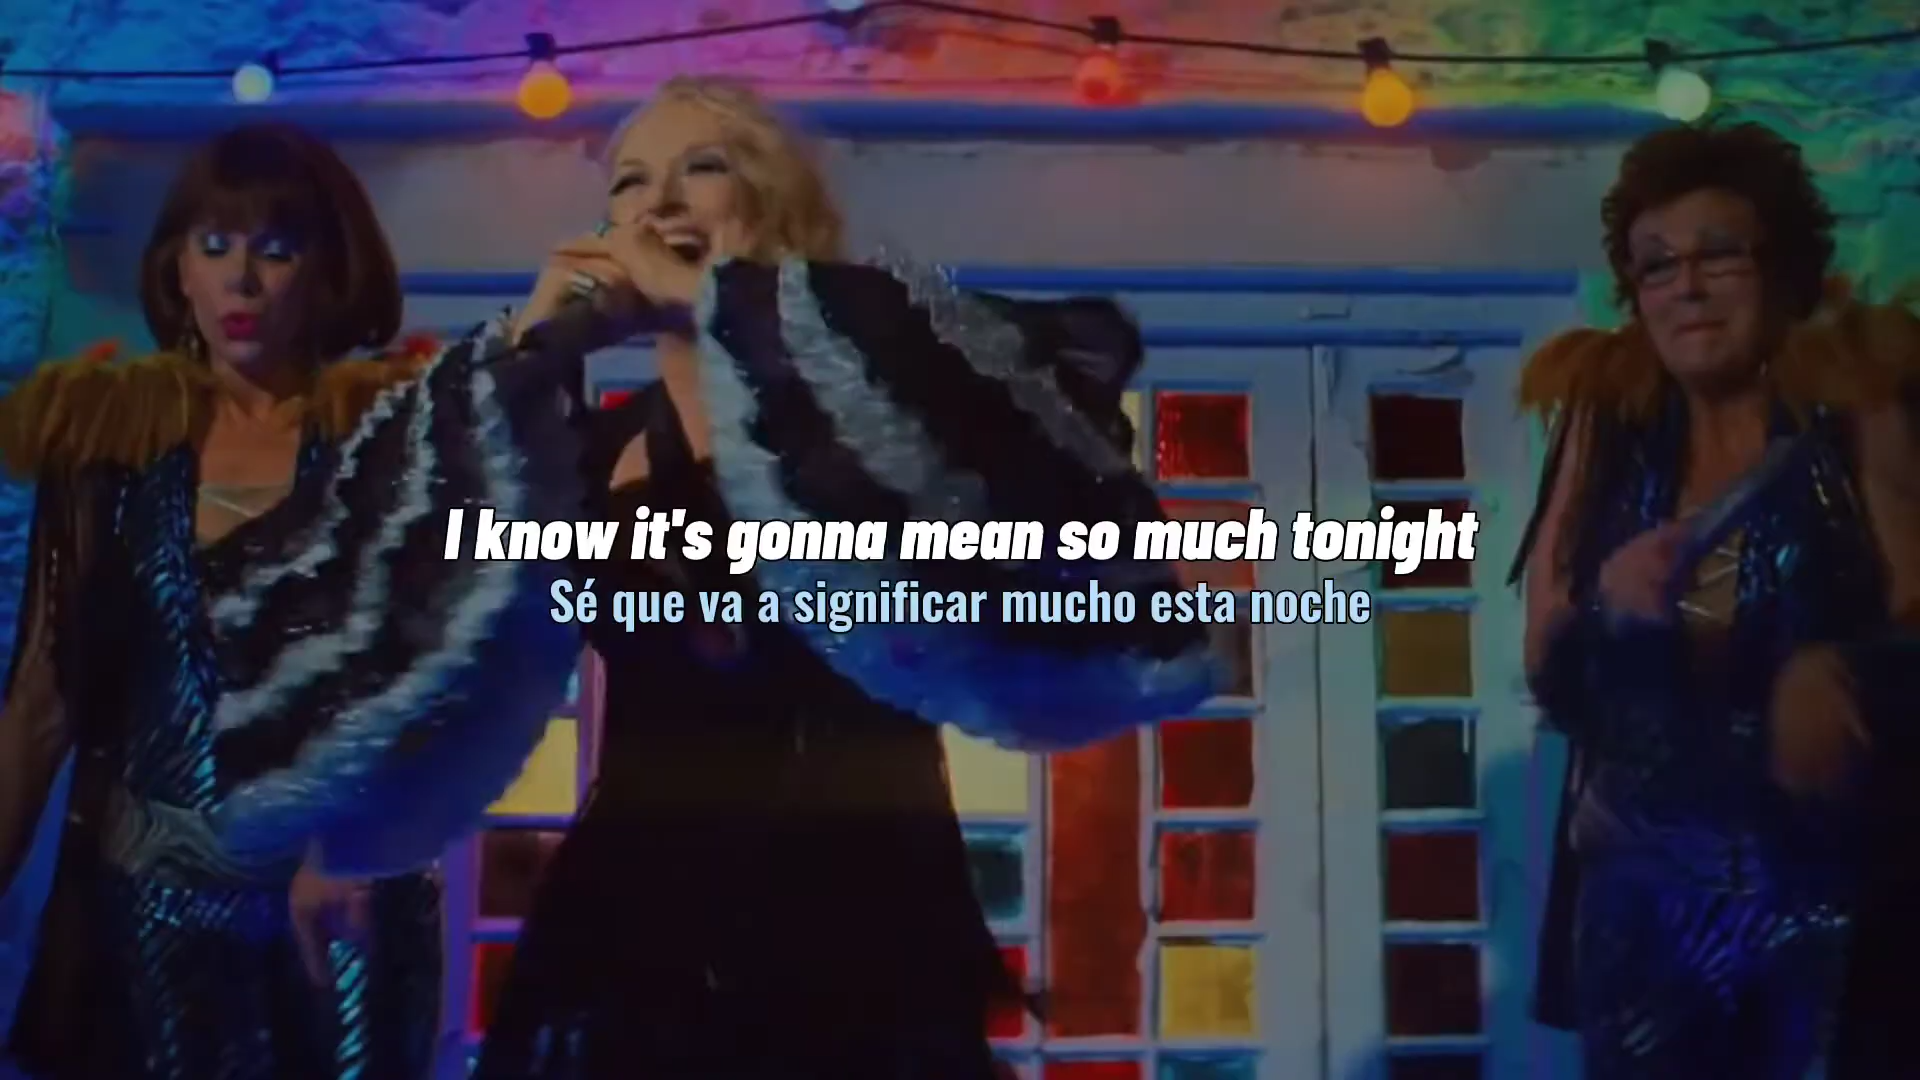 I know it's gonna mean so much tonight
Sé que va a significar mucho esta noche